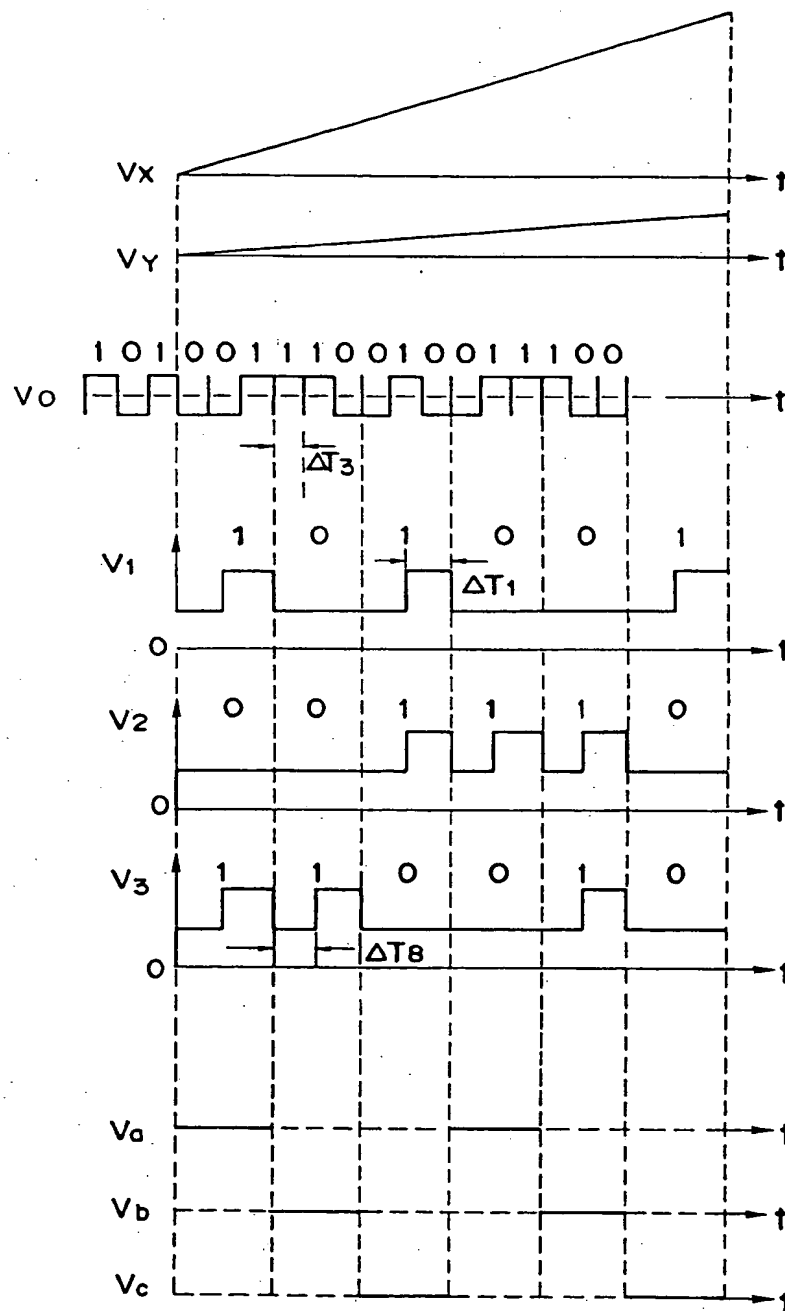 VX t
VY t
1 0 1 0 0 1 1 1 0 0 1 0 0 1 1 1 0 0
VO t
ΔT3
1 0 1 0 0 1
V1
ΔT1
0 t
0 0 1 1 1 0
V2
0 t
1 1 0 0 1 0
V3
ΔT8
0 t
Va t
Vb t
Vc t